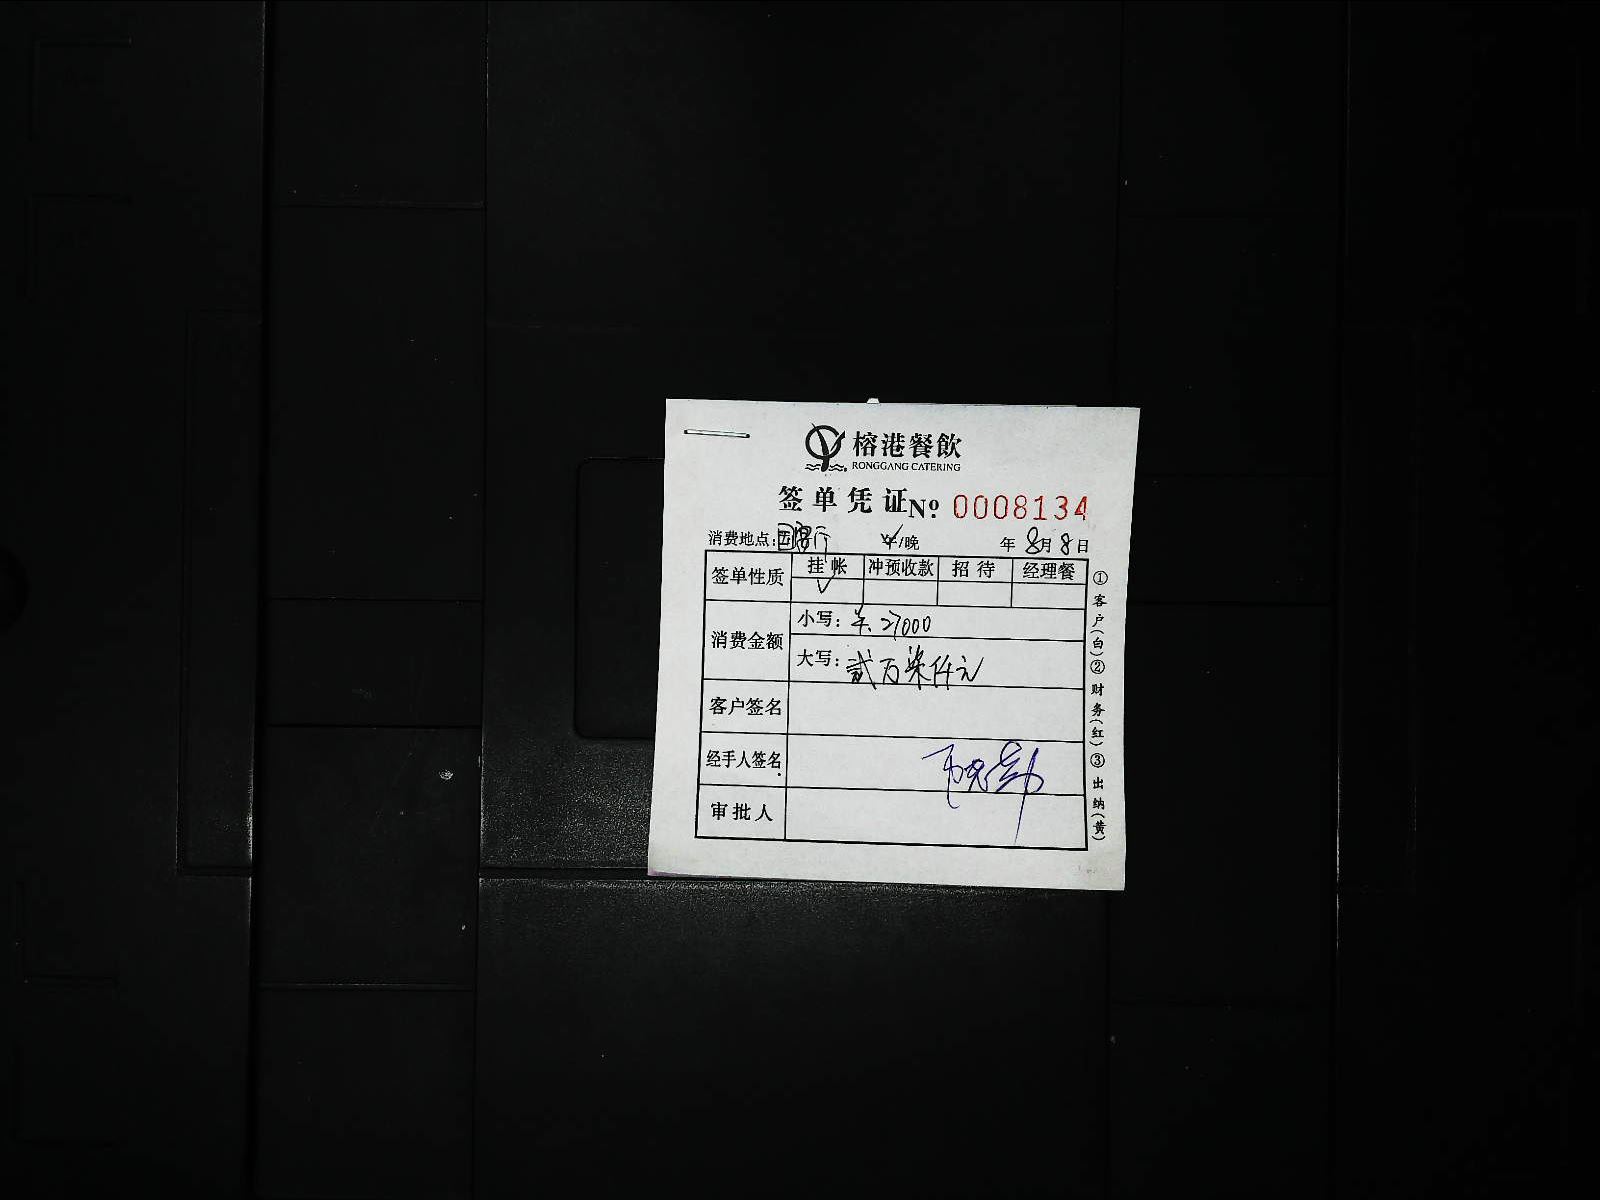 榕港餐飲
RONGGANG CATERING
签单凭证 № 0008134
消费地点: 午/晚 年8月8日
签单性质 挂帐 冲预收款 招待 经理餐
✓
消费金额 小写：￥27000
大写：贰万柒仟元
客户签名
经手人签名
审批人
①客户(白)②财务(红)③出纳(黄)